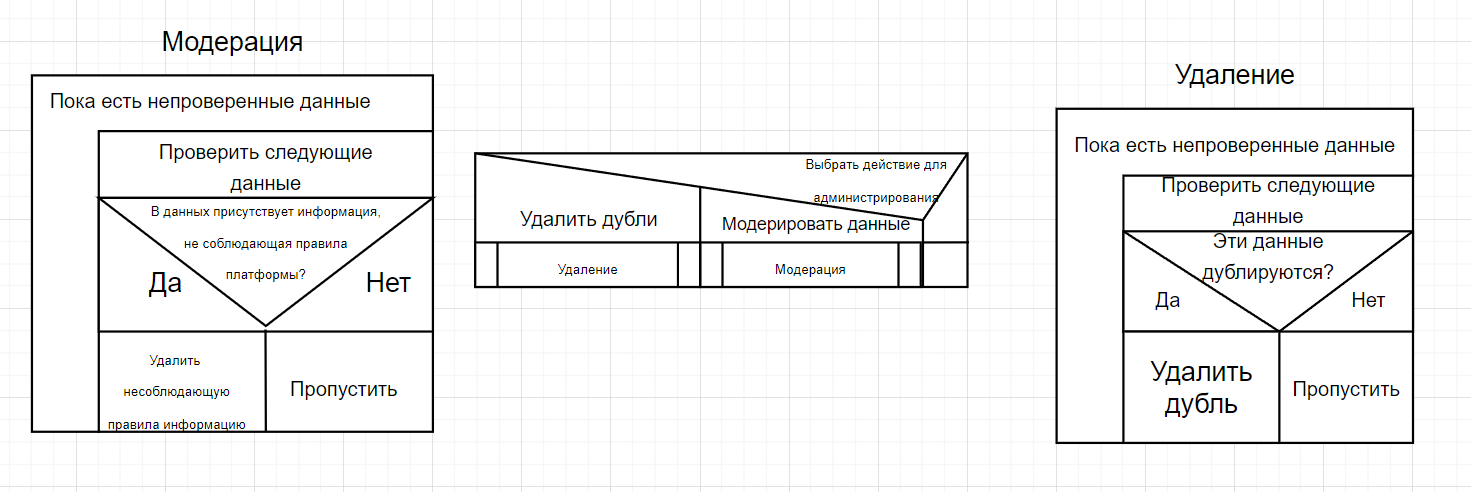 Модерация
Пока есть непроверенные данные
Проверить следующие
данные
В данных присутствует информация,
не соблюдающая правила
платформы?
Да
Нет
Удалить
несоблюдающую
правила информацию
Пропустить
Выбрать действие для
администрирования
Удалить дубли
Модерировать данные
Удаление
Модерация
Удаление
Пока есть непроверенные данные
Проверить следующие
данные
Эти данные
дублируются?
Да
Нет
Удалить
дубль
Пропустить